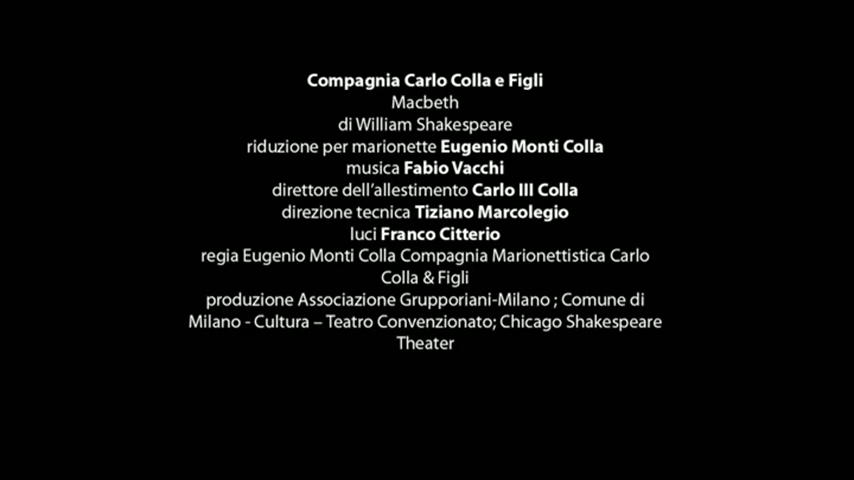 Compagnia Carlo Colla e Figli
Macbeth
di William Shakespeare
riduzione per marionette Eugenio Monti Colla
musica Fabio Vacchi
direttore dell’allestimento Carlo III Colla
direzione tecnica Tiziano Marcolegio
luci Franco Citterio
regia Eugenio Monti Colla Compagnia Marionettistica Carlo
Colla & Figli
produzione Associazione Grupporiani-Milano ; Comune di
Milano - Cultura – Teatro Convenzionato; Chicago Shakespeare
Theater